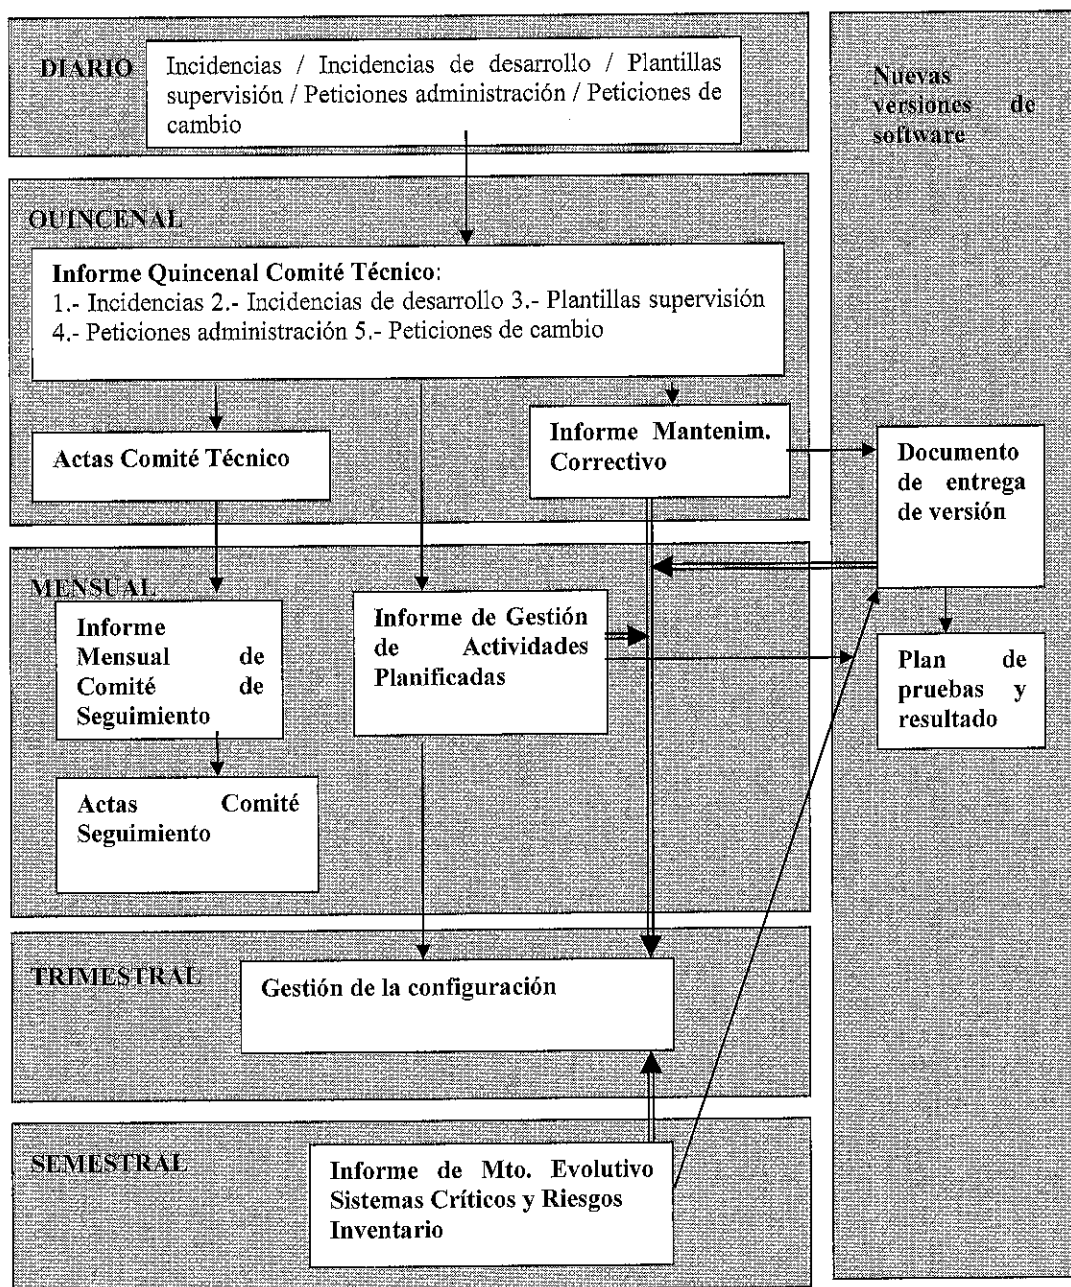 DIARIO
Incidencias / Incidencias de desarrollo / Plantillas
supervisión / Peticiones administración / Peticiones de
cambio
Nuevas
versiones de
software
QUINCENAL
Informe Quincenal Comité Técnico:
1.- Incidencias 2.- Incidencias de desarrollo 3.- Plantillas supervisión
4.- Peticiones administración 5.- Peticiones de cambio
Actas Comité Técnico
Informe Mantenim.
Correctivo
Documento
de entrega
de versión
MENSUAL
Informe
Mensual de
Comité de
Seguimiento
Informe de Gestión
de Actividades
Planificadas
Plan de
pruebas y
resultado
Actas Comité
Seguimiento
TRIMESTRAL
Gestión de la configuración
SEMESTRAL
Informe de Mto. Evolutivo
Sistemas Críticos y Riesgos
Inventario